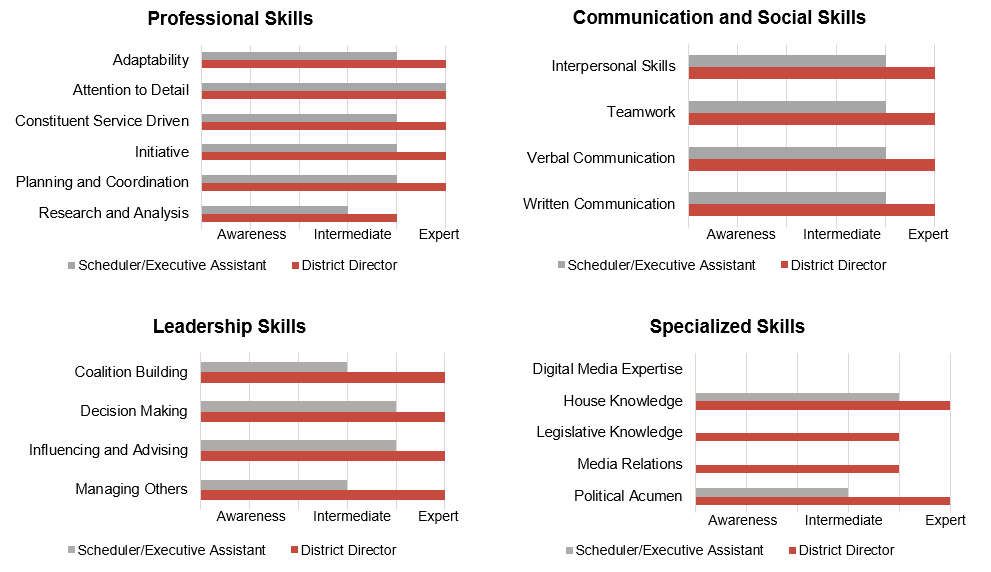 Professional Skills
Adaptability
Attention to Detail
Constituent Service Driven
Initiative
Planning and Coordination
Research and Analysis
Awareness Intermediate Expert
Scheduler/Executive Assistant District Director
Communication and Social Skills
Interpersonal Skills
Teamwork
Verbal Communication
Written Communication
Awareness Intermediate Expert
Scheduler/Executive Assistant District Director
Leadership Skills
Coalition Building
Decision Making
Influencing and Advising
Managing Others
Awareness Intermediate Expert
Scheduler/Executive Assistant District Director
Specialized Skills
Digital Media Expertise
House Knowledge
Legislative Knowledge
Media Relations
Political Acumen
Awareness Intermediate Expert
Scheduler/Executive Assistant District Director